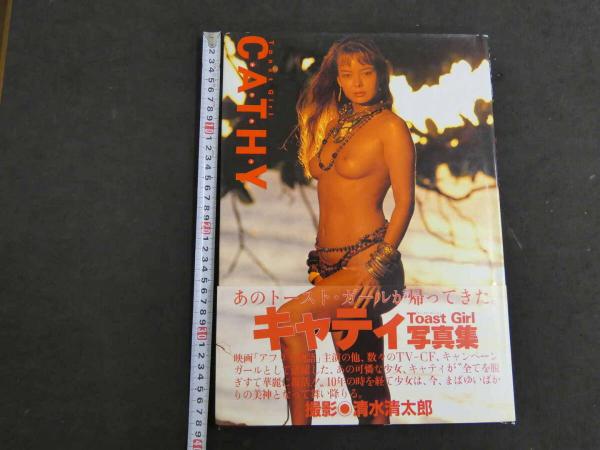 Toast Girl
C・A・T・H・Y
あのトースト・ガールが帰ってきた。
キャティ
Toast Girl
写真集
映画「アフ 主演の他、数々のTV-CF、キャンペーン
ガールとして した、あの可憐な少女、キャティが“全てを脱
ぎすて華麗に 10年の時を経て少女は、今、まばゆいばか
りの美神となって舞い降りる。
撮影●清水清太郎